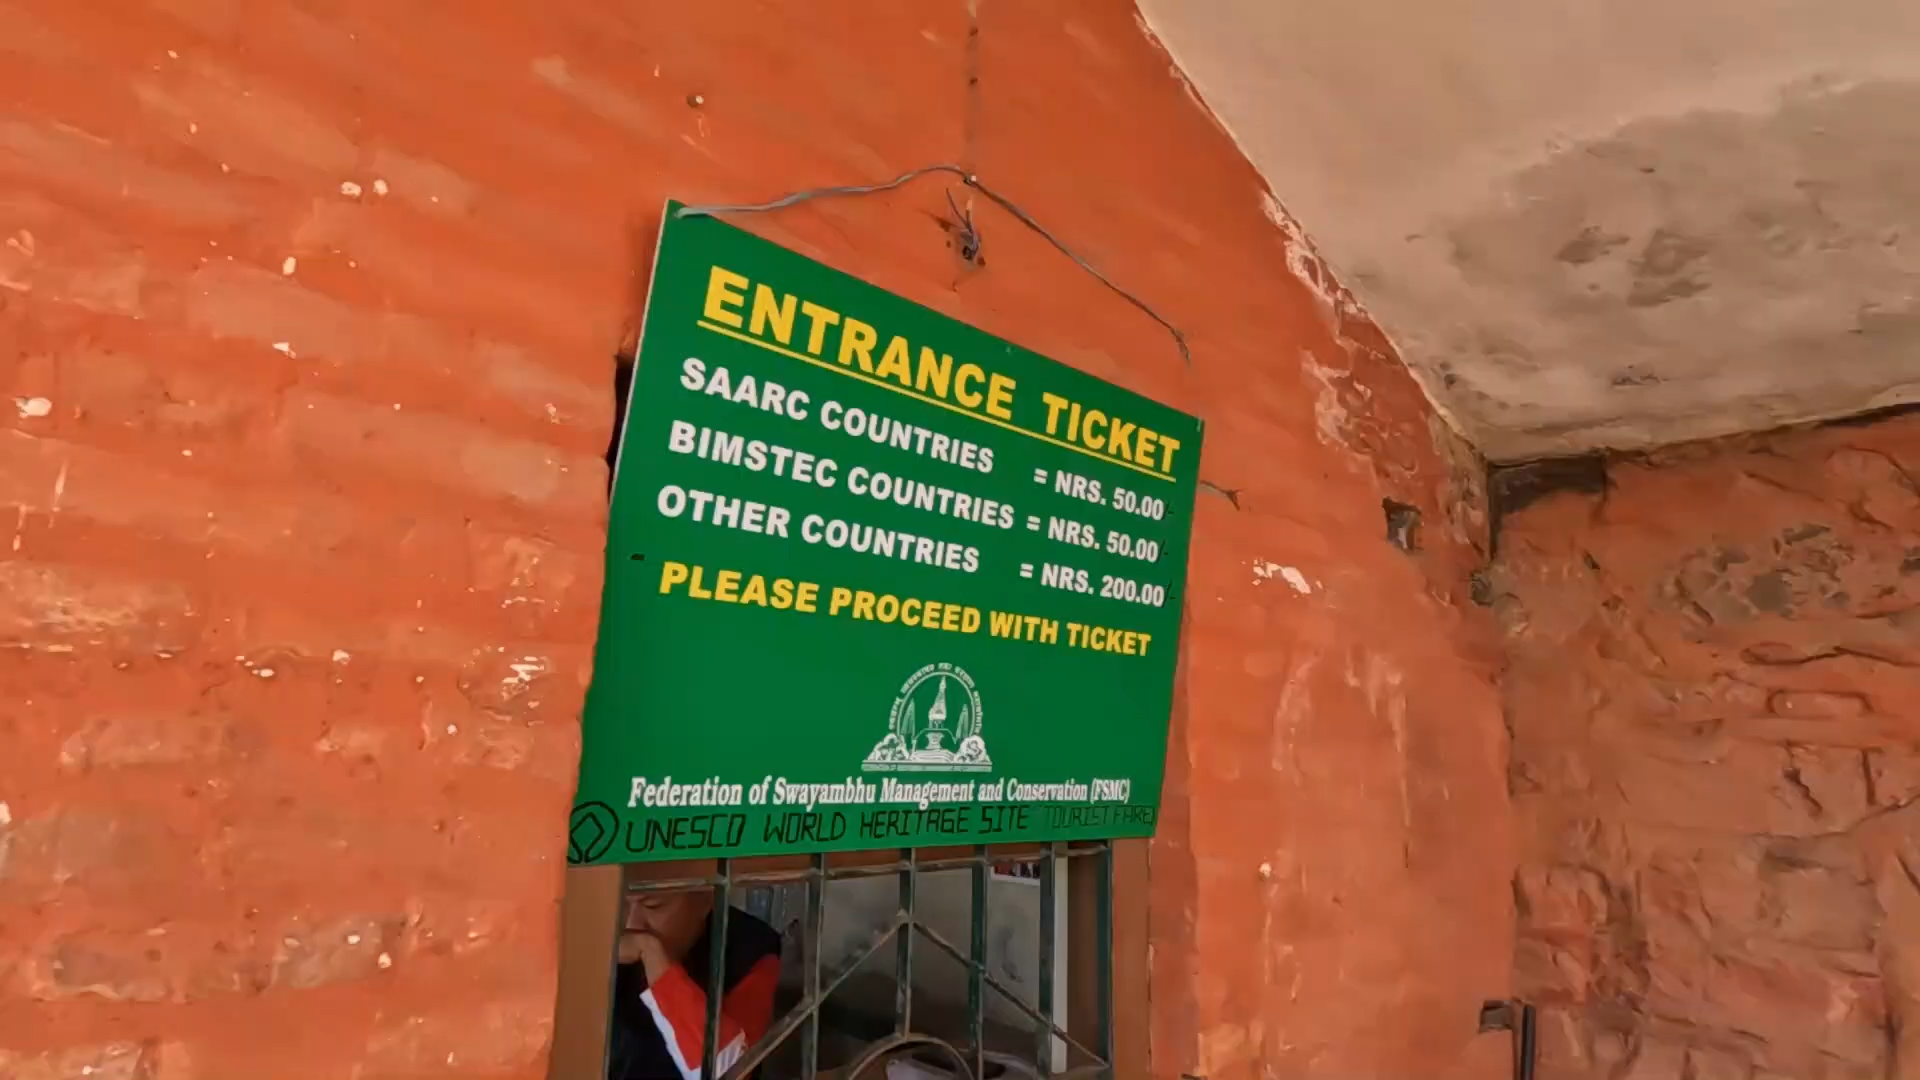 ENTRANCE TICKET
SAARC COUNTRIES = NRS. 50.00/-
BIMSTEC COUNTRIES = NRS. 50.00/-
OTHER COUNTRIES = NRS. 200.00/-
PLEASE PROCEED WITH TICKET
Federation of Swayambhu Management and Conservation (FSMC)
UNESCO WORLD HERITAGE SITE TOURIST FARE